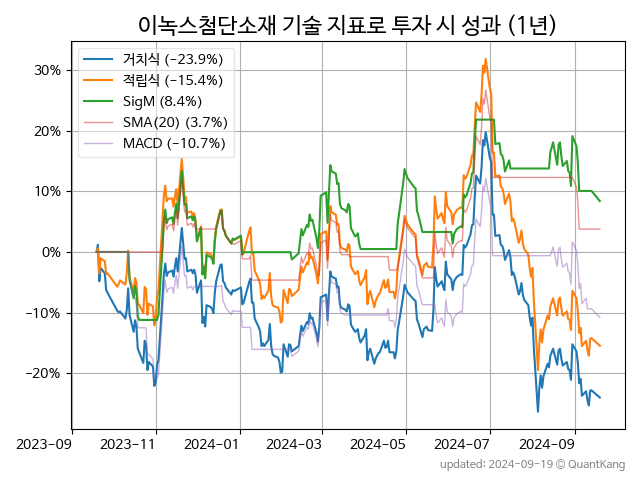 이녹스첨단소재 기술 지표로 투자 시 성과 (1년)
거치식 (−23.9%)
적립식 (−15.4%)
SigM (8.4%)
SMA(20) (3.7%)
MACD (−10.7%)
30%
20%
10%
0%
−10%
−20%
2023-09 2023-11 2024-01 2024-03 2024-05 2024-07 2024-09
updated: 2024-09-19 © QuantKang